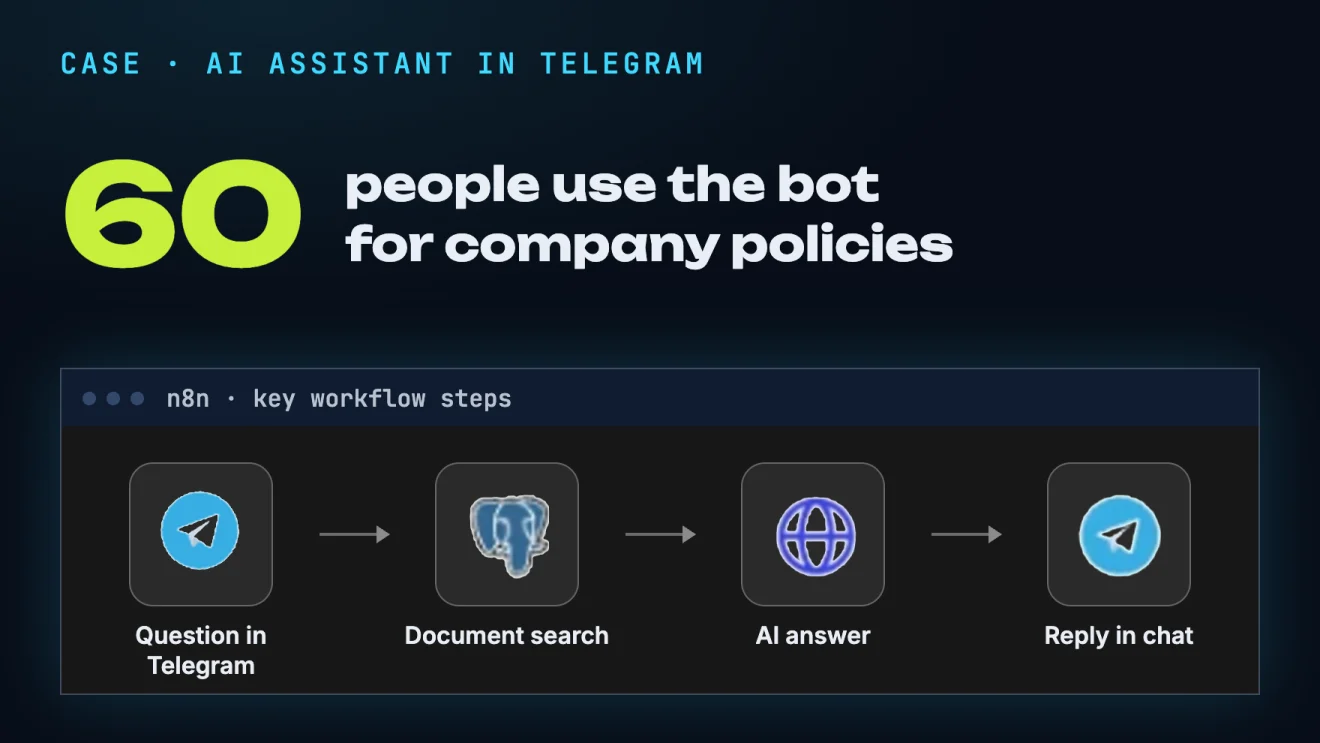 CASE · AI ASSISTANT IN TELEGRAM
60
people use the bot
for company policies
n8n · key workflow steps
Question in
Telegram
Document search
AI answer
Reply in chat